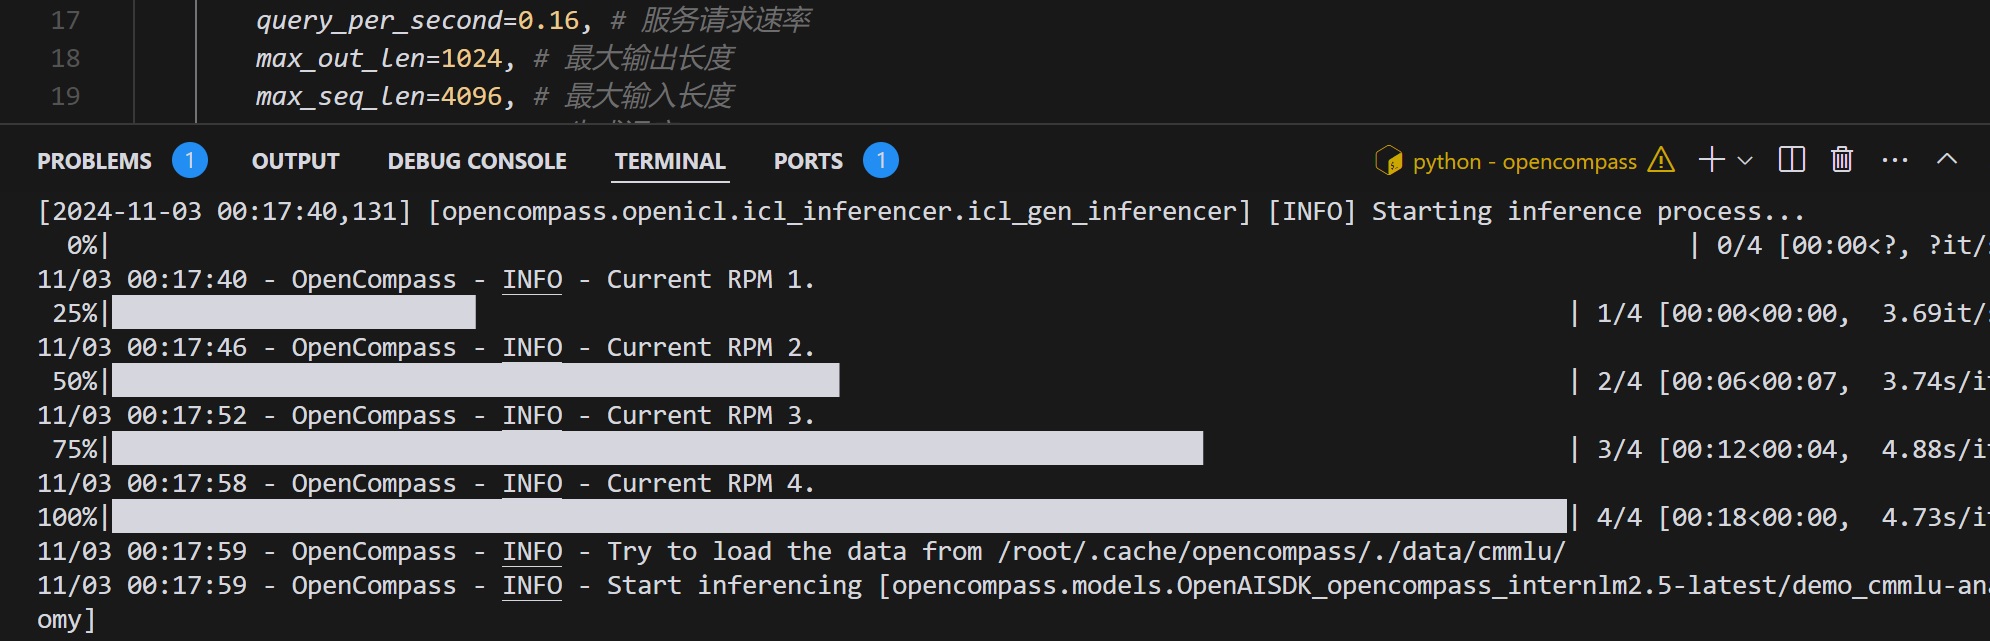 17 query_per_second=0.16, # 服务请求速率
18 max_out_len=1024, # 最大输出长度
19 max_seq_len=4096, # 最大输入长度
PROBLEMS 1 OUTPUT DEBUG CONSOLE TERMINAL PORTS 1 python - opencompass
[2024-11-03 00:17:40,131] [opencompass.openicl.icl_inferencer.icl_gen_inferencer] [INFO] Starting inference process...
0%| | 0/4 [00:00<?, ?it/s
11/03 00:17:40 - OpenCompass - INFO - Current RPM 1.
25%| | 1/4 [00:00<00:00, 3.69it/s
11/03 00:17:46 - OpenCompass - INFO - Current RPM 2.
50%| | 2/4 [00:06<00:07, 3.74s/it
11/03 00:17:52 - OpenCompass - INFO - Current RPM 3.
75%| | 3/4 [00:12<00:04, 4.88s/it
11/03 00:17:58 - OpenCompass - INFO - Current RPM 4.
100%| | 4/4 [00:18<00:00, 4.73s/it
11/03 00:17:59 - OpenCompass - INFO - Try to load the data from /root/.cache/opencompass/./data/cmmlu/
11/03 00:17:59 - OpenCompass - INFO - Start inferencing [opencompass.models.OpenAISDK_opencompass_internlm2.5-latest/demo_cmmlu-ana
omy]